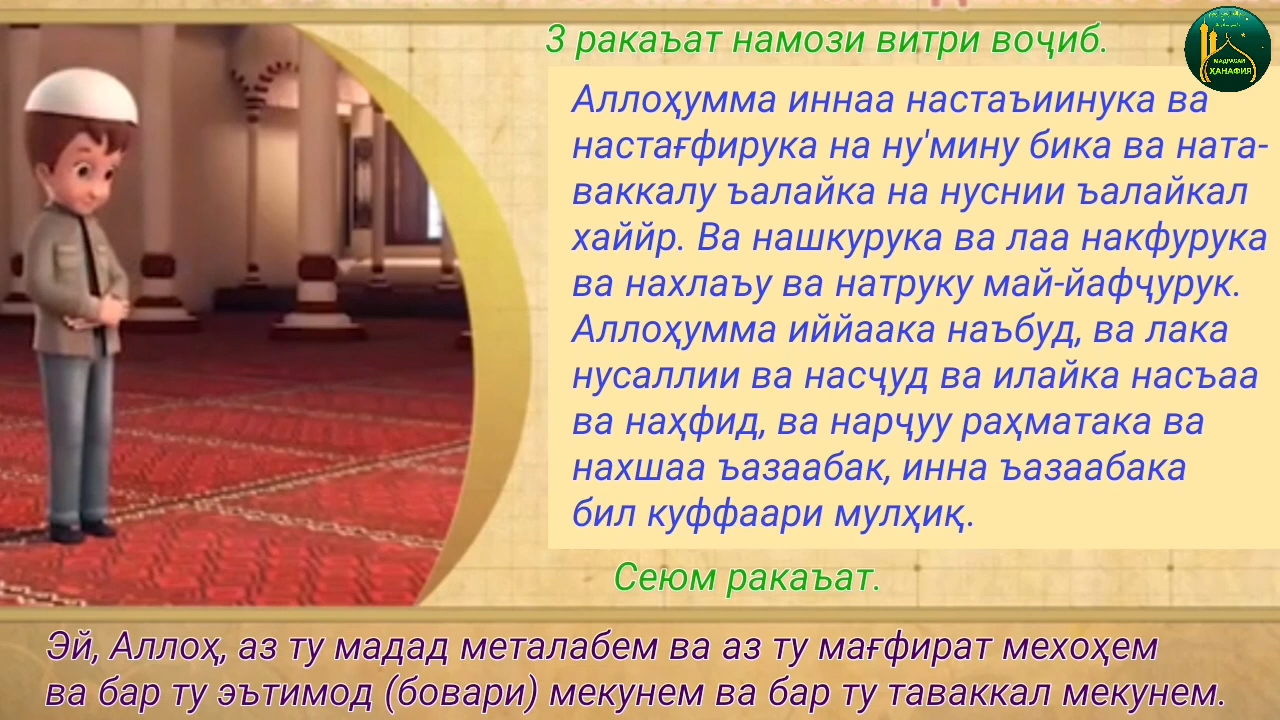 3 ракаъат намози витри воҷиб.
МАДРАСАИ
ҲАНАФИЯ
Аллоҳумма иннаа настаъиинука ва
настағфирука на ну'мину бика ва ната-
ваккалу ъалайка на нуснии ъалайкал
хаййр. Ва нашкурука ва лаа накфурука
ва нахлаъу ва натруку май-йафҷурук.
Аллоҳумма иййаака наъбуд, ва лака
нусаллии ва насҷуд ва илайка насъаа
ва наҳфид, ва нарҷуу раҳматака ва
нахшаа ъазаабак, инна ъазаабака
бил куффаари мулҳиқ.
Сеюм ракаъат.
Эй, Аллоҳ, аз ту мадад металабем ва аз ту мағфират мехоҳем
ва бар ту эътимод (бовари) мекунем ва бар ту таваккал мекунем.